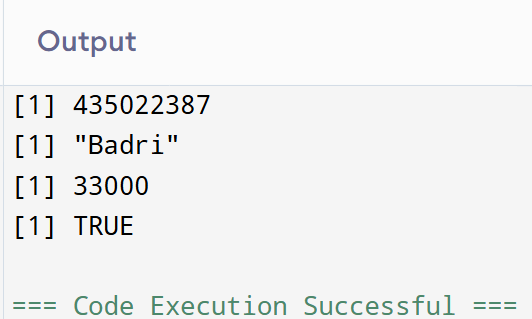 Output
[1] 435022387
[1] "Badri"
[1] 33000
[1] TRUE
=== Code Execution Successful ===